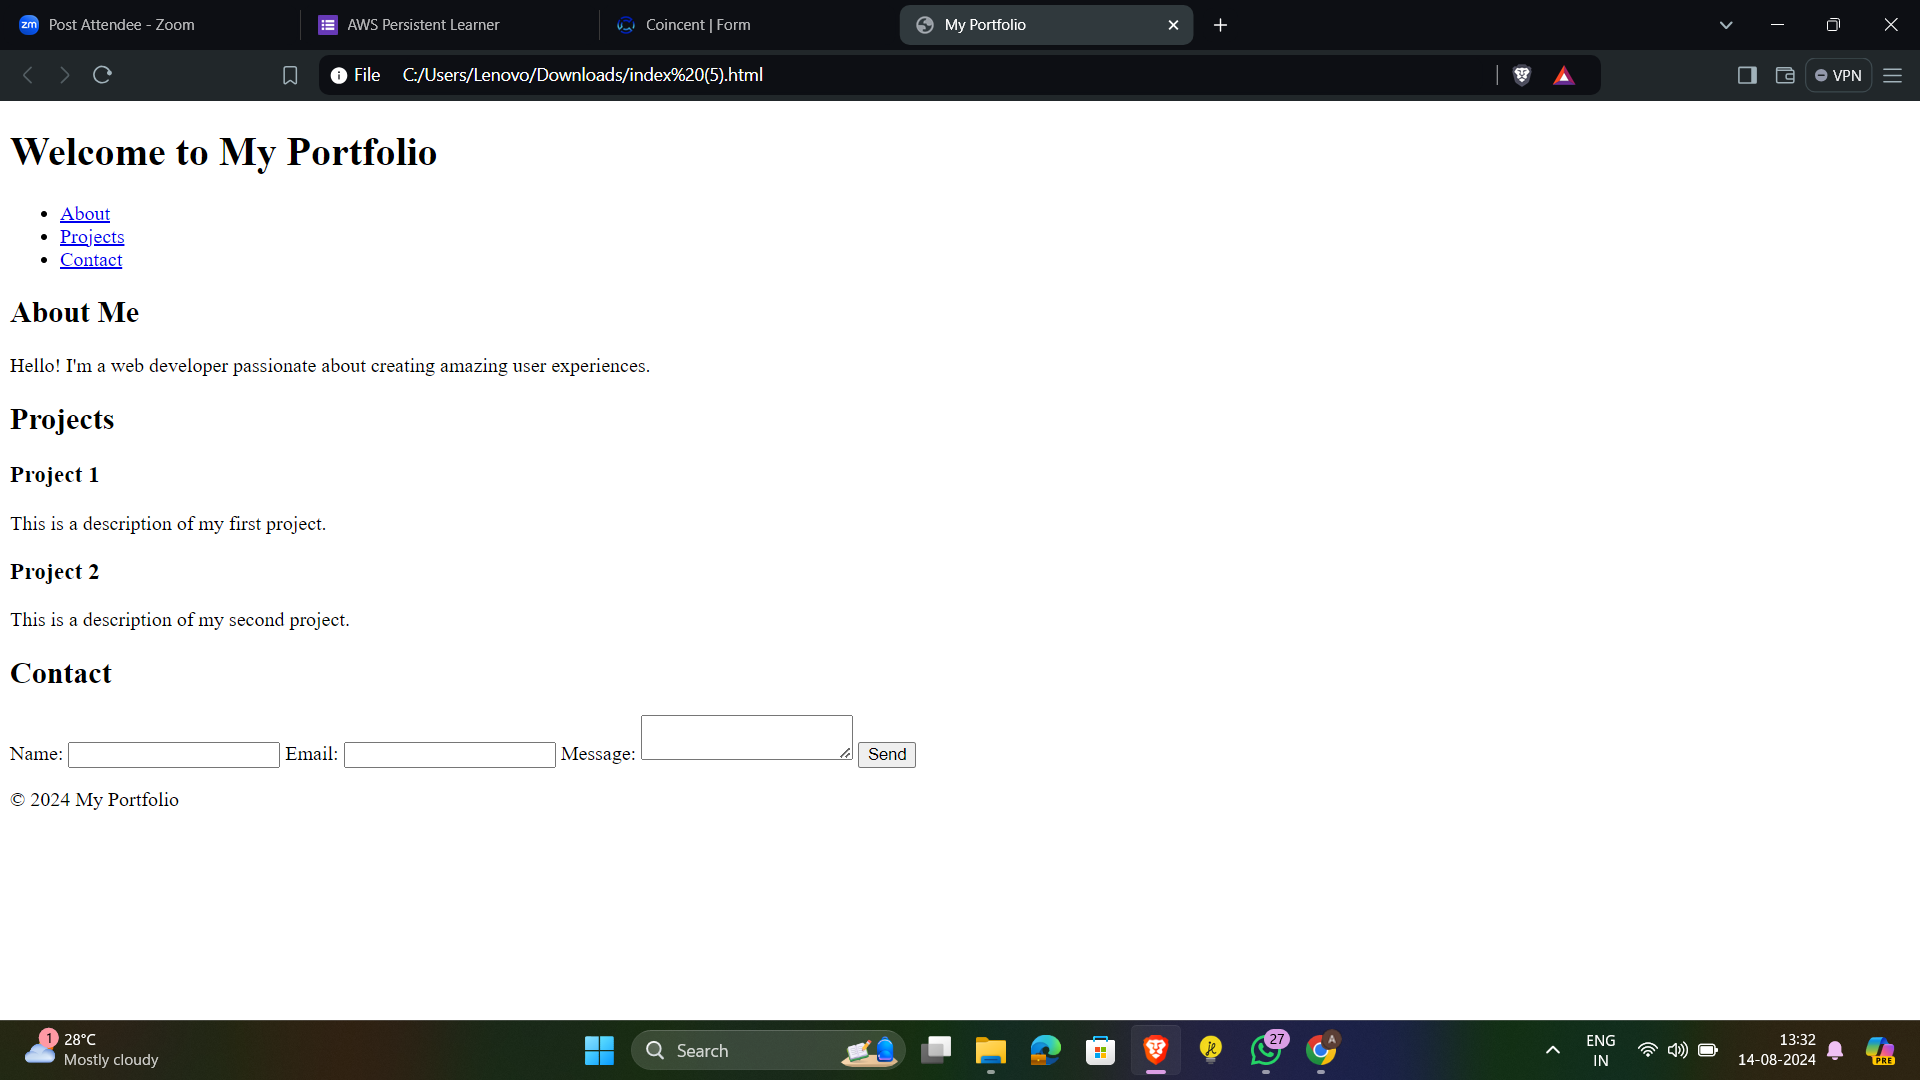 zm Post Attendee - Zoom
AWS Persistent Learner
Coincent | Form
My Portfolio
File C:/Users/Lenovo/Downloads/index%20(5).html
VPN
Welcome to My Portfolio
About
Projects
Contact
About Me
Hello! I'm a web developer passionate about creating amazing user experiences.
Projects
Project 1
This is a description of my first project.
Project 2
This is a description of my second project.
Contact
Name: Email: Message: Send
© 2024 My Portfolio
1
28°C
Mostly cloudy
Search
27
A
ENG
IN
13:32
14-08-2024
PRE